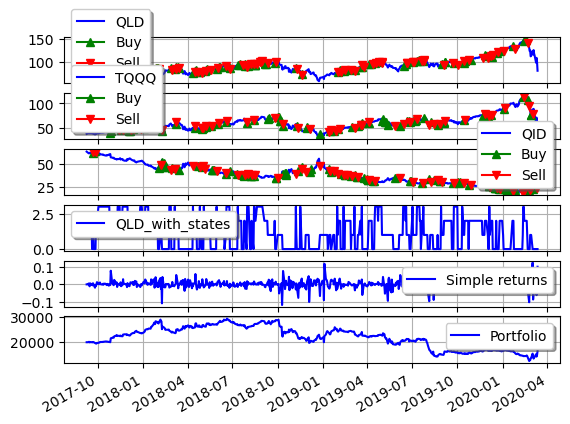 QLD
Buy
Sell
150
100
TQQQ
Buy
Sell
100
50
QID
Buy
Sell
50
25
QLD_with_states
2.5
0.0
Simple returns
0.1
0.0
−0.1
Portfolio
30000
20000
2017-10
2018-01
2018-04
2018-07
2018-10
2019-01
2019-04
2019-07
2019-10
2020-01
2020-04